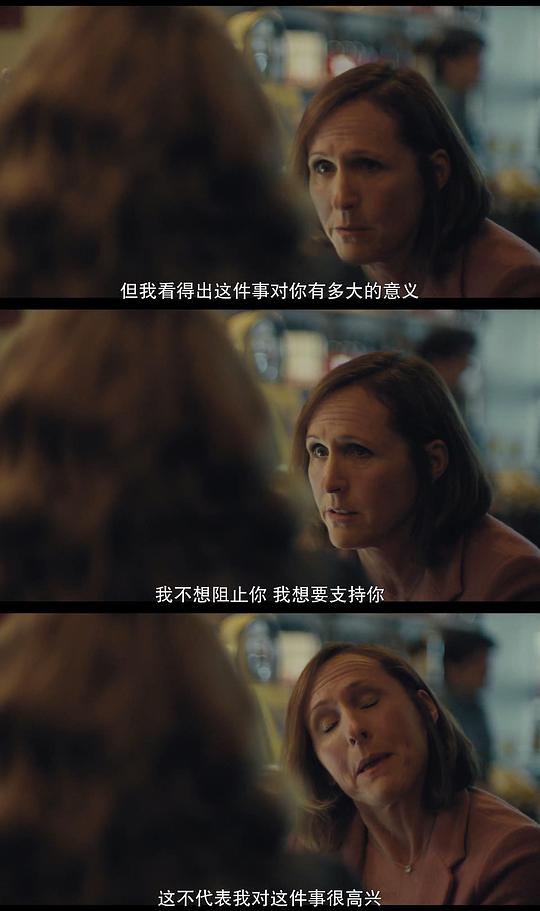 但我看得出这件事对你有多大的意义
我不想阻止你 我想要支持你
这不代表我对这件事很高兴